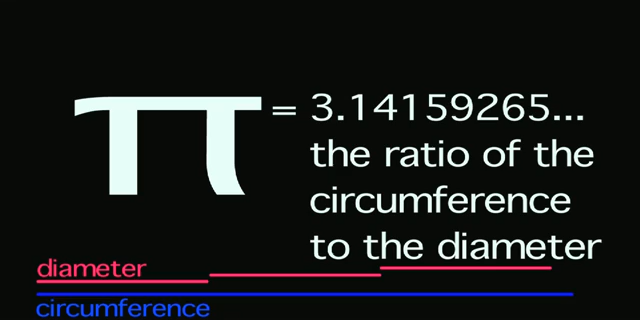 π = 3.14159265...
the ratio of the
circumference
to the diameter
diameter
circumference